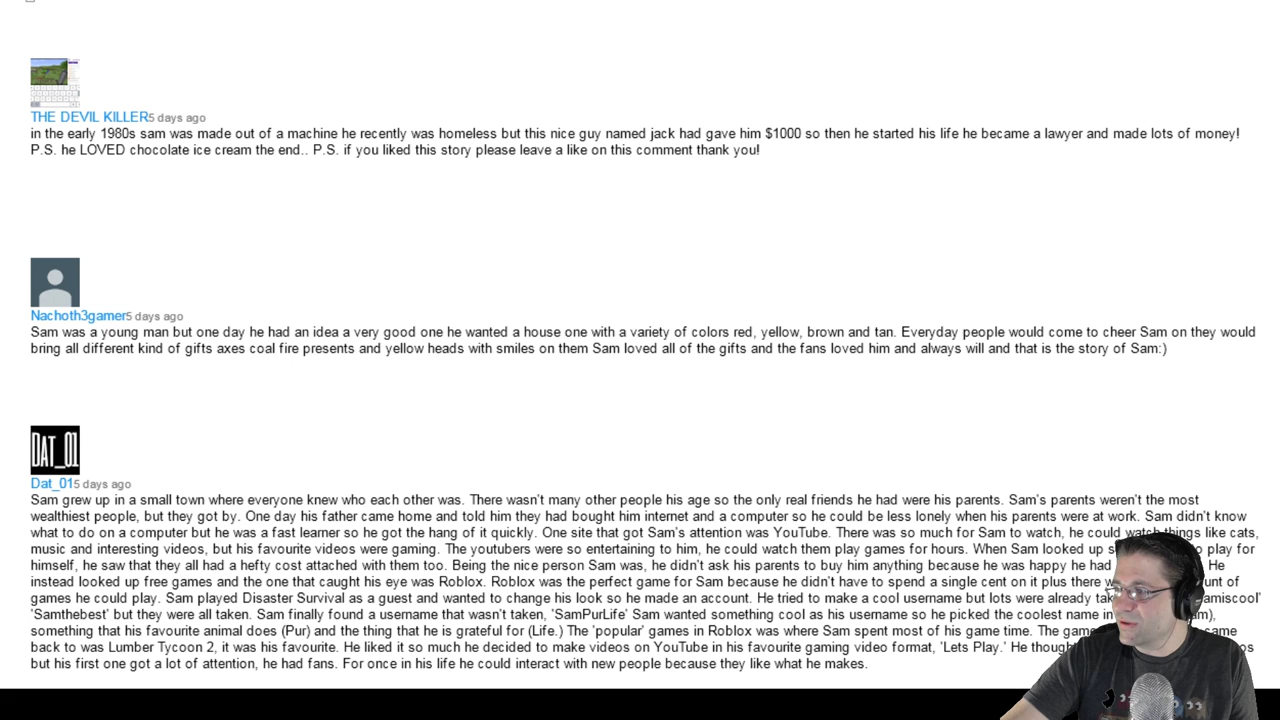 THE DEVIL KILLER5 days ago
in the early 1980s sam was made out of a machine he recently was homeless but this nice guy named jack had gave him $1000 so then he started his life he became a lawyer and made lots of money!
P.S. he LOVED chocolate ice cream the end.. P.S. if you liked this story please leave a like on this comment thank you!
Nachoth3gamer5 days ago
Sam was a young man but one day he had an idea a very good one he wanted a house one with a variety of colors red, yellow, brown and tan. Everyday people would come to cheer Sam on they would
bring all different kind of gifts axes coal fire presents and yellow heads with smiles on them Sam loved all of the gifts and the fans loved him and always will and that is the story of Sam:)
DAT_01
Dat_015 days ago
Sam grew up in a small town where everyone knew who each other was. There wasn't many other people his age so the only real friends he had were his parents. Sam's parents weren't the most
wealthiest people, but they got by. One day his father came home and told him they had bought him internet and a computer so he could be less lonely when his parents were at work. Sam didn't know
what to do on a computer but he was a fast learner so he got the hang of it quickly. One site that got Sam's attention was YouTube. There was so much for Sam to watch, he could watch things like cats,
music and interesting videos, but his favourite videos were gaming. The youtubers were so entertaining to him, he could watch them play games for hours. When Sam looked up to play for
himself, he saw that they all had a hefty cost attached with them too. Being the nice person Sam was, he didn't ask his parents to buy him anything because he was happy he had He
instead looked up free games and the one that caught his eye was Roblox. Roblox was the perfect game for Sam because he didn't have to spend a single cent on it plus there of
games he could play. Sam played Disaster Survival as a guest and wanted to change his look so he made an account. He tried to make a cool username but lots were already
'Samthebest' but they were all taken. Sam finally found a username that wasn't taken, 'SamPurLife' Sam wanted something cool as his username so he picked the coolest name in
something that his favourite animal does (Pur) and the thing that he is grateful for (Life.) The 'popular' games in Roblox was where Sam spent most of his game time. The came
back to was Lumber Tycoon 2, it was his favourite. He liked it so much he decided to make videos on YouTube in his favourite gaming video format, 'Lets Play.' He
but his first one got a lot of attention, he had fans. For once in his life he could interact with new people because they like what he makes.